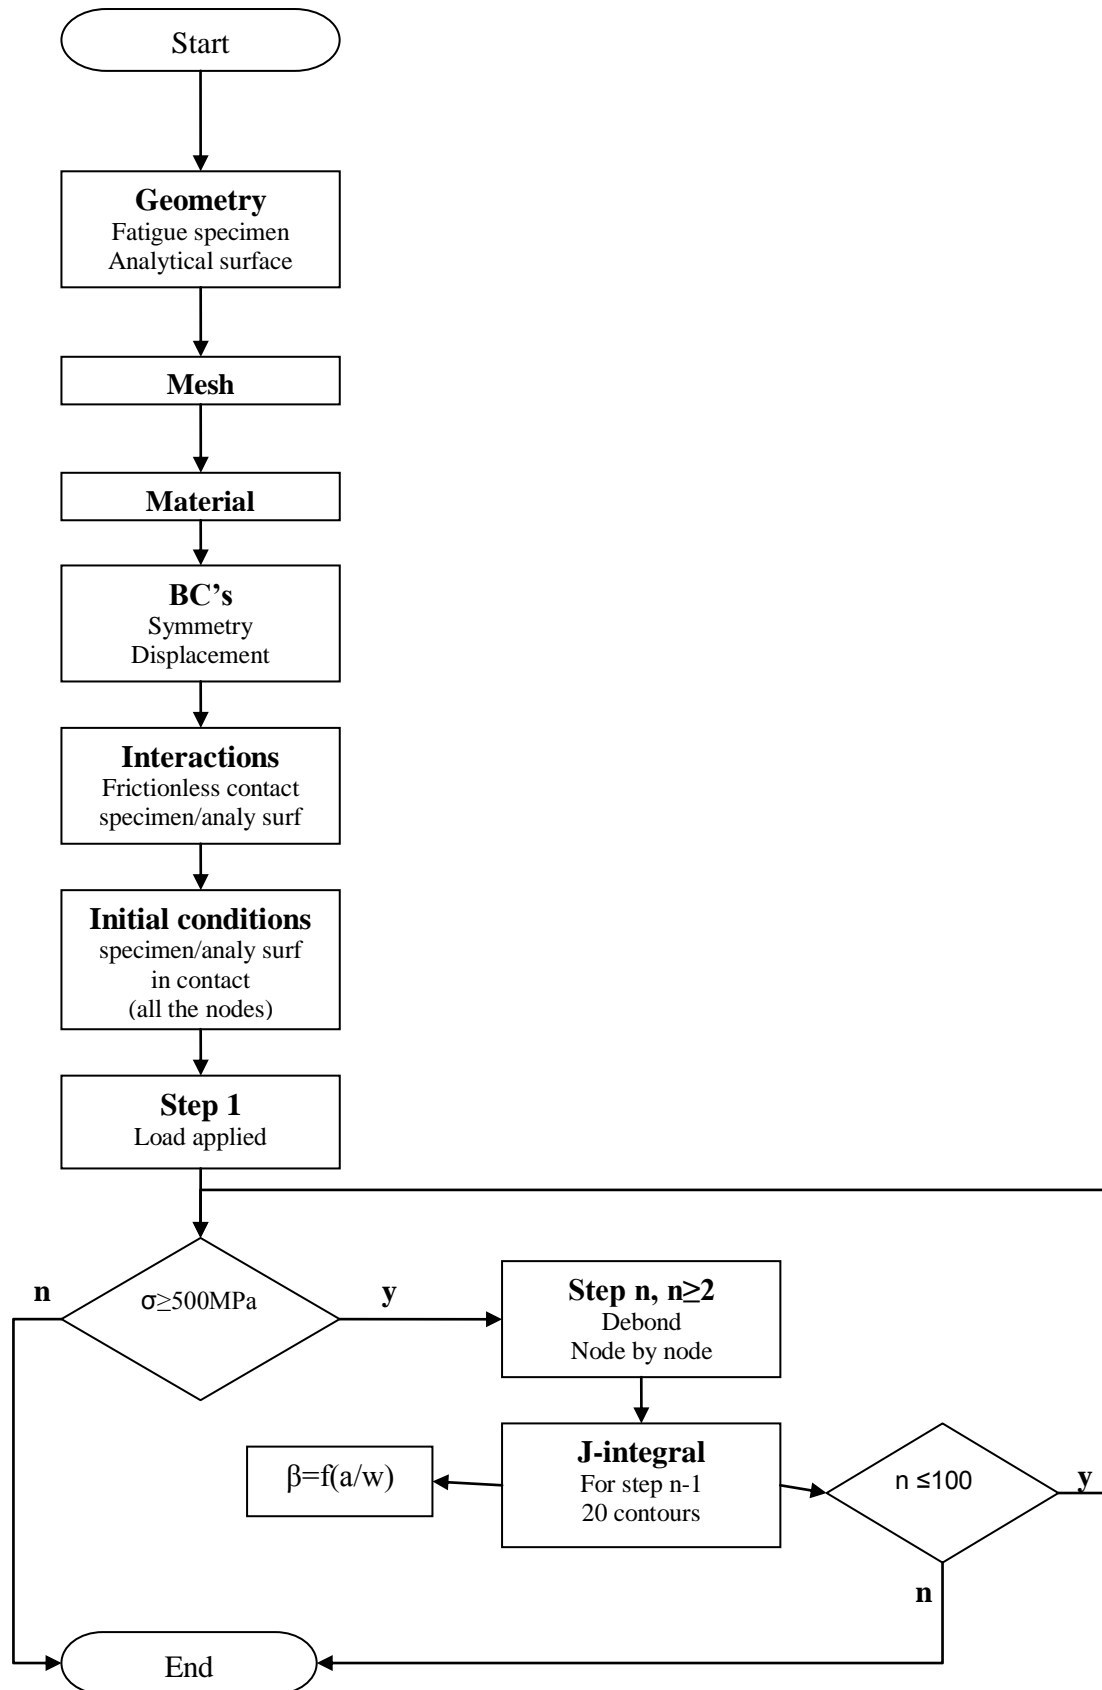 Start
Geometry
Fatigue specimen
Analytical surface
Mesh
Material
BC’s
Symmetry
Displacement
Interactions
Frictionless contact
specimen/analy surf
Initial conditions
specimen/analy surf
in contact
(all the nodes)
Step 1
Load applied
n
σ≥500MPa
y
Step n, n≥2
Debond
Node by node
β=f(a/w)
J-integral
For step n-1
20 contours
n ≤100
y
n
End